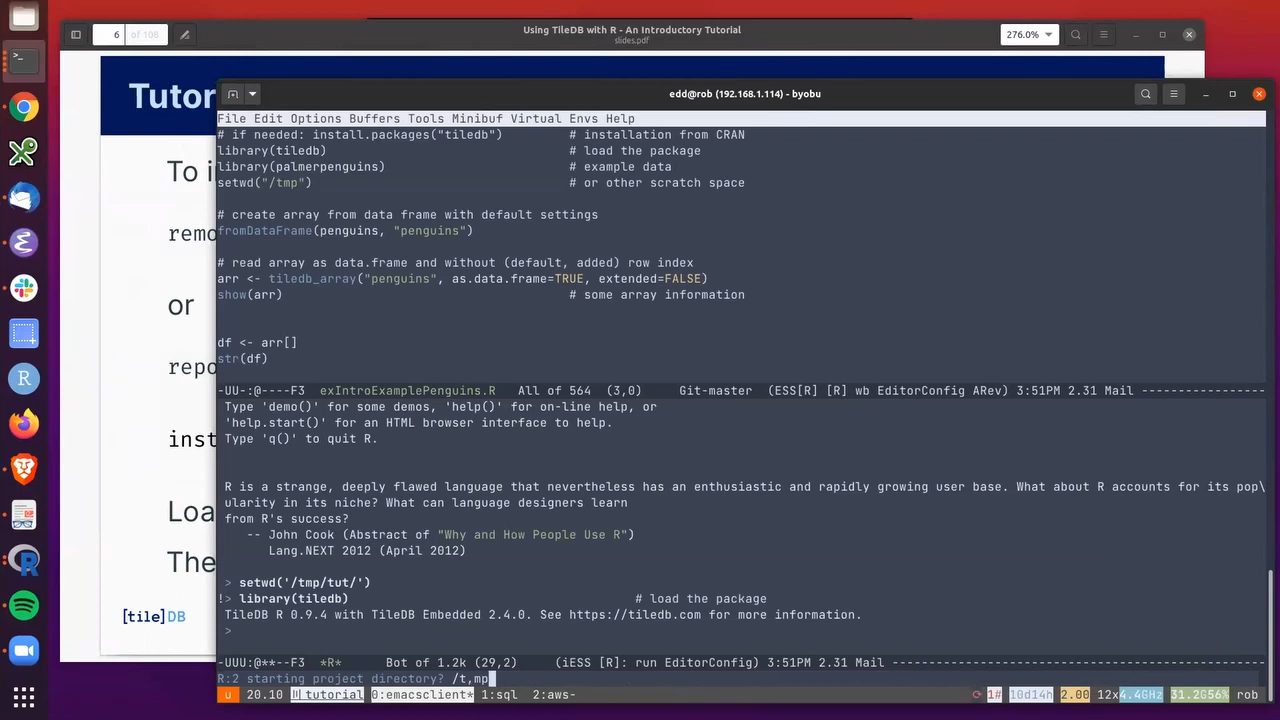 6 of 108
Using TileDB with R - An Introductory Tutorial
slides.pdf
276.0%
Tutor
To i
remo
or
repo
inst
Loa
The
[tile]DB
edd@rob (192.168.1.114) - byobu
File Edit Options Buffers Tools Minibuf Virtual Envs Help
# if needed: install.packages("tiledb") # installation from CRAN
library(tiledb) # load the package
library(palmerpenguins) # example data
setwd("/tmp") # or other scratch space
# create array from data frame with default settings
fromDataFrame(penguins, "penguins")
# read array as data.frame and without (default, added) row index
arr <- tiledb_array("penguins", as.data.frame=TRUE, extended=FALSE)
show(arr) # some array information
df <- arr[]
str(df)
-UU-:@----F3 exIntroExamplePenguins.R All of 564 (3,0) Git-master (ESS[R] [R] wb EditorConfig ARev) 3:51PM 2.31 Mail -----------------
Type 'demo()' for some demos, 'help()' for on-line help, or
'help.start()' for an HTML browser interface to help.
Type 'q()' to quit R.
R is a strange, deeply flawed language that nevertheless has an enthusiastic and rapidly growing user base. What about R accounts for its pop\
ularity in its niche? What can language designers learn
from R's success?
-- John Cook (Abstract of "Why and How People Use R")
Lang.NEXT 2012 (April 2012)
> setwd('/tmp/tut/')
!> library(tiledb) # load the package
TileDB R 0.9.4 with TileDB Embedded 2.4.0. See https://tiledb.com for more information.
>
-UUU:@**--F3 *R* Bot of 1.2k (29,2) (iESS [R]: run EditorConfig) 3:51PM 2.31 Mail ----------------------------------------------------
R:2 starting project directory? /t,mp
u 20.10 tutorial 0:emacsclient* 1:sql 2:aws- 1# 10d14h 2.00 12x4.4GHz 31.2G56% rob